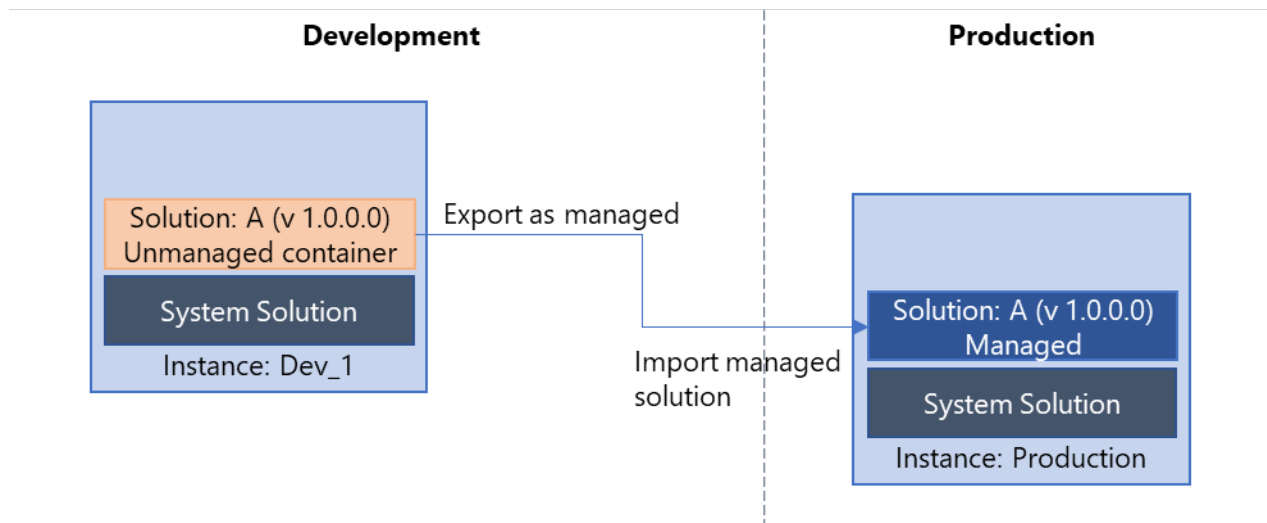 Development
Production
Solution: A (v 1.0.0.0)
Unmanaged container
System Solution
Instance: Dev_1
Export as managed
Import managed
solution
Solution: A (v 1.0.0.0)
Managed
System Solution
Instance: Production